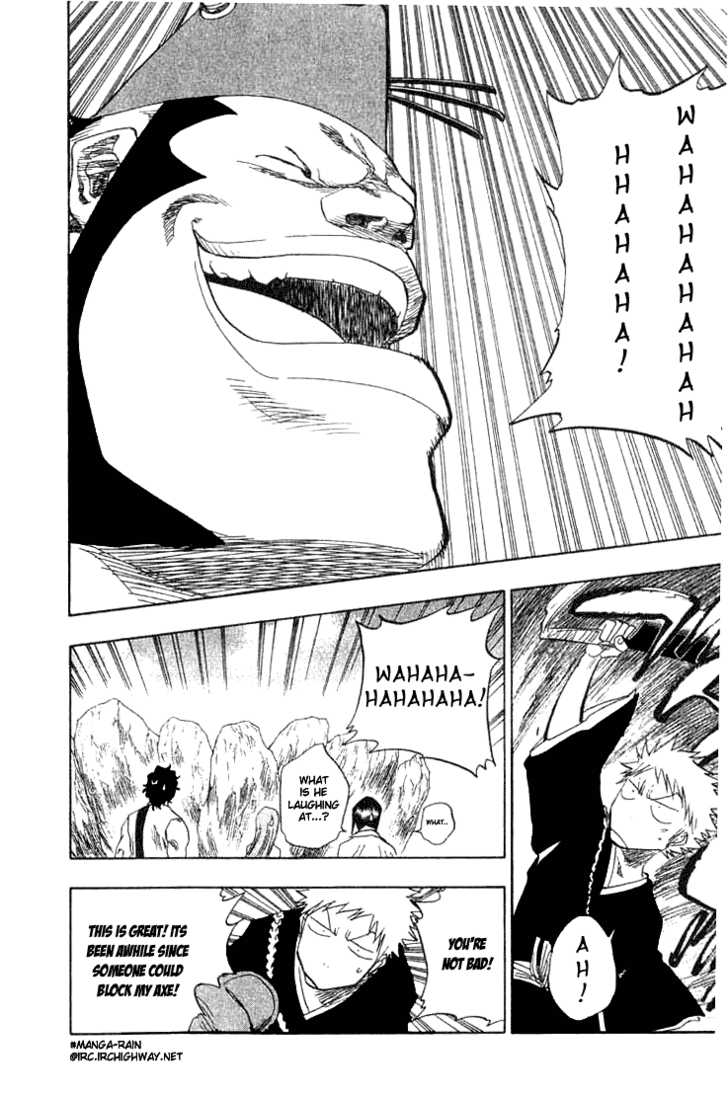 WAHAHAHAHAH
HHAHAHA!
AH!
WAHAHA-
HAHAHAHA!
WHAT..
WHAT
IS HE
LAUGHING
AT...?
YOU'RE
NOT BAD!
THIS IS GREAT! ITS
BEEN AWHILE SINCE
SOMEONE COULD
BLOCK MY AXE!
#MANGA-RAIN
@IRC.IRCHIGHWAY.NET